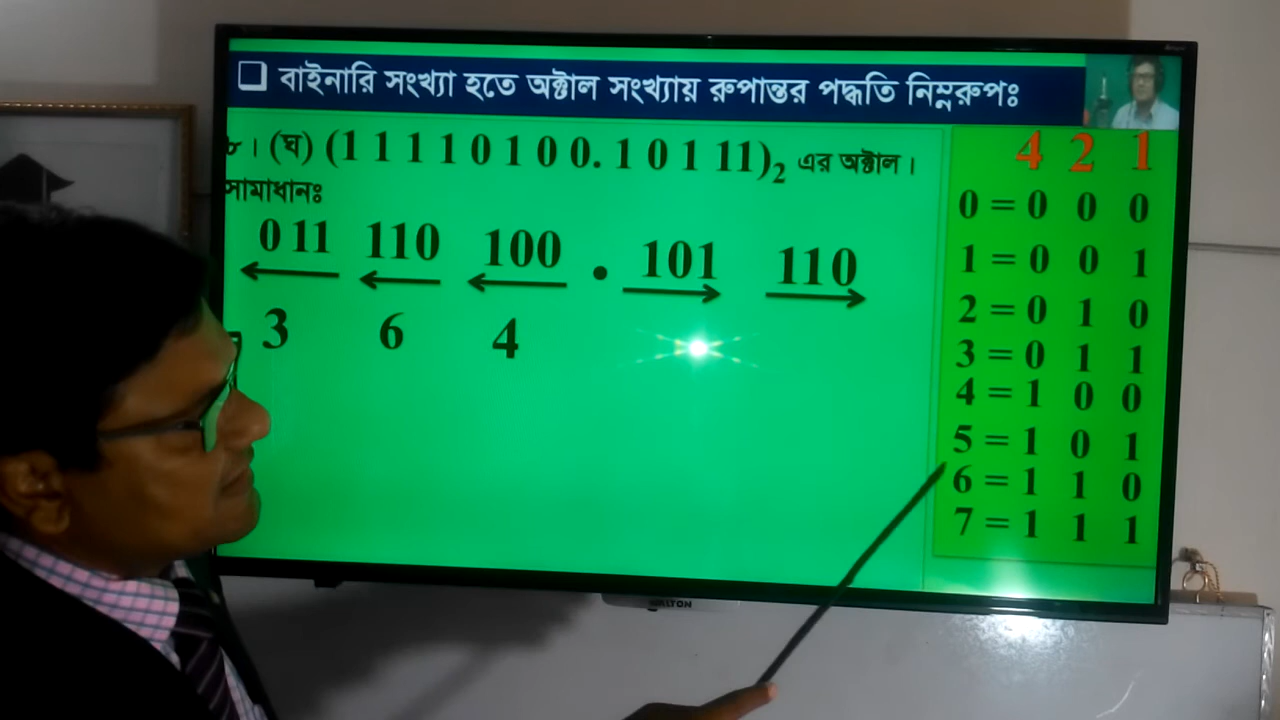 ❑ বাইনারি সংখ্যা হতে অক্টাল সংখ্যায় রুপান্তর পদ্ধতি নিম্নরুপঃ
৮। (ঘ) (1 1 1 1 0 1 0 0. 1 0 1 11)₂ এর অক্টাল।
সামাধানঃ
011 110 100 . 101 110
3 6 4
4 2 1
0 = 0 0 0
1 = 0 0 1
2 = 0 1 0
3 = 0 1 1
4 = 1 0 0
5 = 1 0 1
6 = 1 1 0
7 = 1 1 1
WALTON